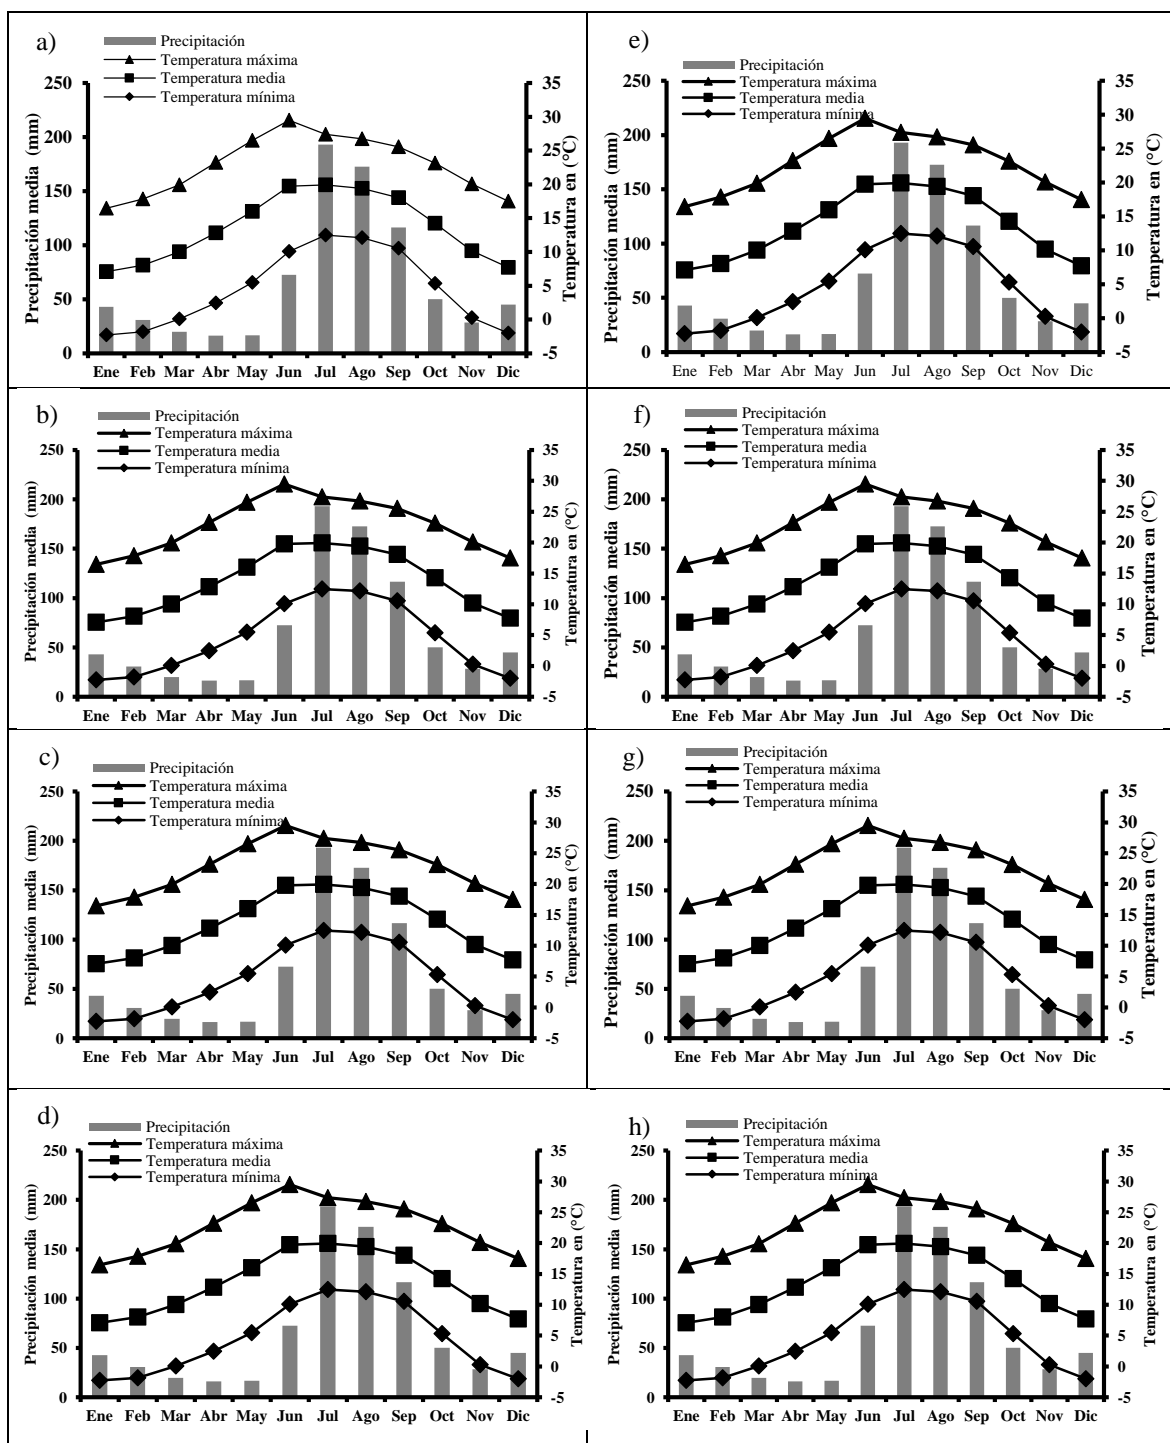 a)
Precipitación
Temperatura máxima
Temperatura media
Temperatura mínima
Precipitación media (mm)
250
200
150
100
50
0
35
30
25
20
15
10
5
0
-5
Temperatura en (°C)
Ene Feb Mar Abr May Jun Jul Ago Sep Oct Nov Dic
e)
Precipitación
Temperatura máxima
Temperatura media
Temperatura mínima
Precipitación media (mm)
250
200
150
100
50
0
35
30
25
20
15
10
5
0
-5
Temperatura en (°C)
Ene Feb Mar Abr May Jun Jul Ago Sep Oct Nov Dic
b)
Precipitación
Temperatura máxima
Temperatura media
Temperatura mínima
Precipitación media (mm)
250
200
150
100
50
0
35
30
25
20
15
10
5
0
-5
Temperatura en (°C)
Ene Feb Mar Abr May Jun Jul Ago Sep Oct Nov Dic
f)
Precipitación
Temperatura máxima
Temperatura media
Temperatura mínima
Precipitación media (mm)
250
200
150
100
50
0
35
30
25
20
15
10
5
0
-5
Temperatura en (°C)
Ene Feb Mar Abr May Jun Jul Ago Sep Oct Nov Dic
c)
Precipitación
Temperatura máxima
Temperatura media
Temperatura mínima
Precipitación media (mm)
250
200
150
100
50
0
35
30
25
20
15
10
5
0
-5
Temperatura en (°C)
Ene Feb Mar Abr May Jun Jul Ago Sep Oct Nov Dic
g)
Precipitación
Temperatura máxima
Temperatura media
Temperatura mínima
Precipitación media (mm)
250
200
150
100
50
0
35
30
25
20
15
10
5
0
-5
Temperatura en (°C)
Ene Feb Mar Abr May Jun Jul Ago Sep Oct Nov Dic
d)
Precipitación
Temperatura máxima
Temperatura media
Temperatura mínima
Precipitación media (mm)
250
200
150
100
50
0
35
30
25
20
15
10
5
0
-5
Temperatura en (°C)
Ene Feb Mar Abr May Jun Jul Ago Sep Oct Nov Dic
h)
Precipitación
Temperatura máxima
Temperatura media
Temperatura mínima
Precipitación media (mm)
250
200
150
100
50
0
35
30
25
20
15
10
5
0
-5
Temperatura en (°C)
Ene Feb Mar Abr May Jun Jul Ago Sep Oct Nov Dic